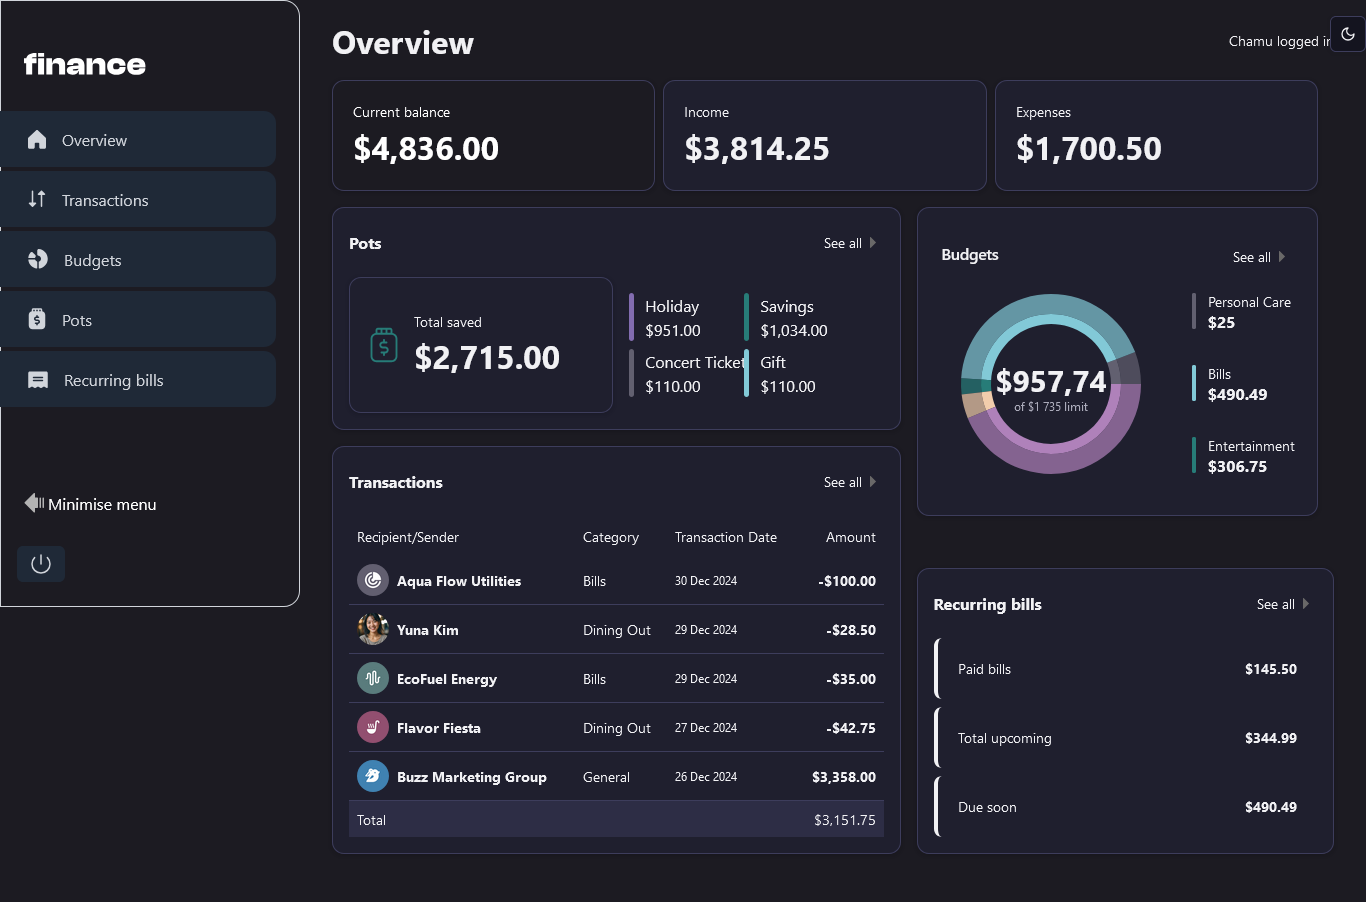 finance
Overview
Transactions
Budgets
Pots
Recurring bills
Minimise menu
Overview
Chamu logged in
Current balance
$4,836.00
Income
$3,814.25
Expenses
$1,700.50
Pots
See all
Total saved
$2,715.00
Holiday
$951.00
Savings
$1,034.00
Concert Ticket
$110.00
Gift
$110.00
Budgets
See all
$957,74
of $1 735 limit
Personal Care
$25
Bills
$490.49
Entertainment
$306.75
Transactions
See all
Recipient/Sender Category Transaction Date Amount
Aqua Flow Utilities Bills 30 Dec 2024 -$100.00
Yuna Kim Dining Out 29 Dec 2024 -$28.50
EcoFuel Energy Bills 29 Dec 2024 -$35.00
Flavor Fiesta Dining Out 27 Dec 2024 -$42.75
Buzz Marketing Group General 26 Dec 2024 $3,358.00
Total $3,151.75
Recurring bills
See all
Paid bills $145.50
Total upcoming $344.99
Due soon $490.49